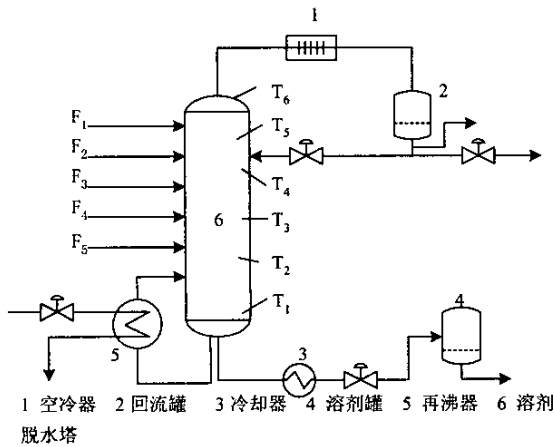 1
2
T₆
F₁
T₅
F₂
T₄
F₃
F₄
6
T₃
F₅
T₂
T₁
4
5
3
1 空冷器 2 回流罐 3 冷却器 4 溶剂罐 5 再沸器 6 溶剂
脱水塔